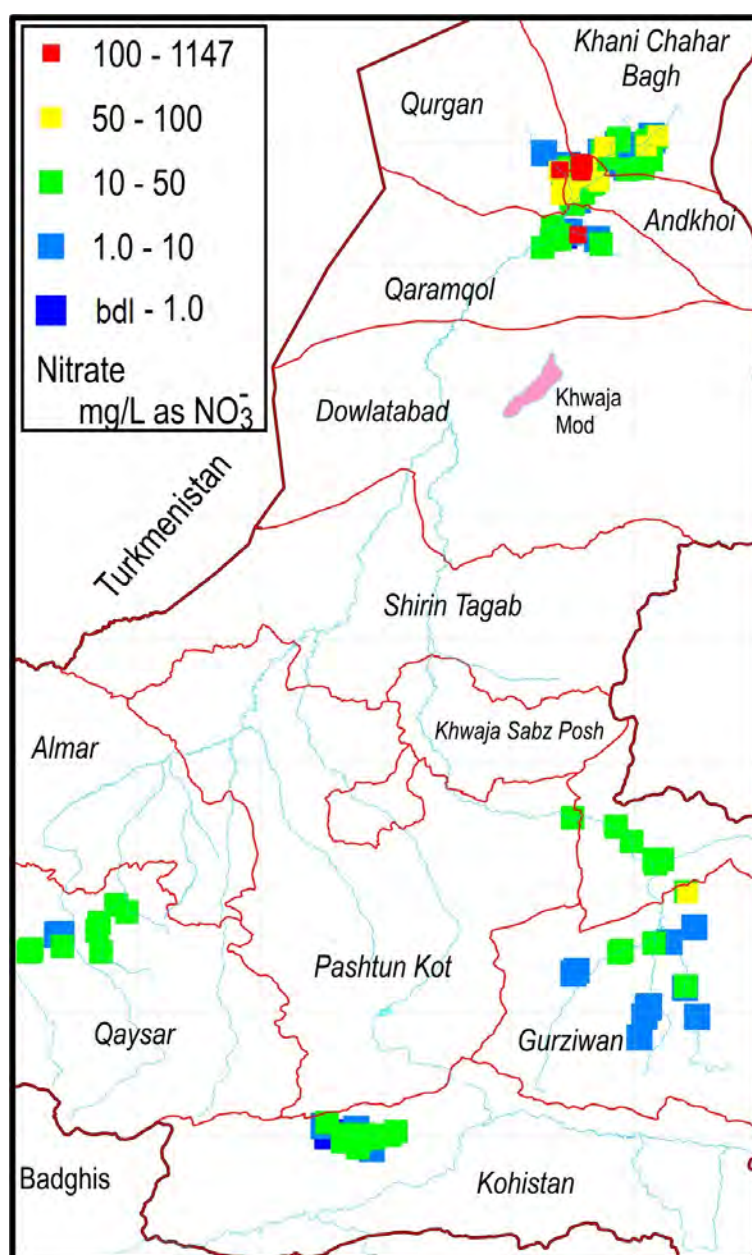 100 - 1147
50 - 100
10 - 50
1.0 - 10
bdl - 1.0
Nitrate
mg/L as NO₃⁻
Khani Chahar
Bagh
Qurgan
Andkhoi
Qaramqol
Dowlatabad
Khwaja
Mod
Turkmenistan
Shirin Tagab
Khwaja Sabz Posh
Almar
Pashtun Kot
Qaysar
Gurziwan
Badghis
Kohistan